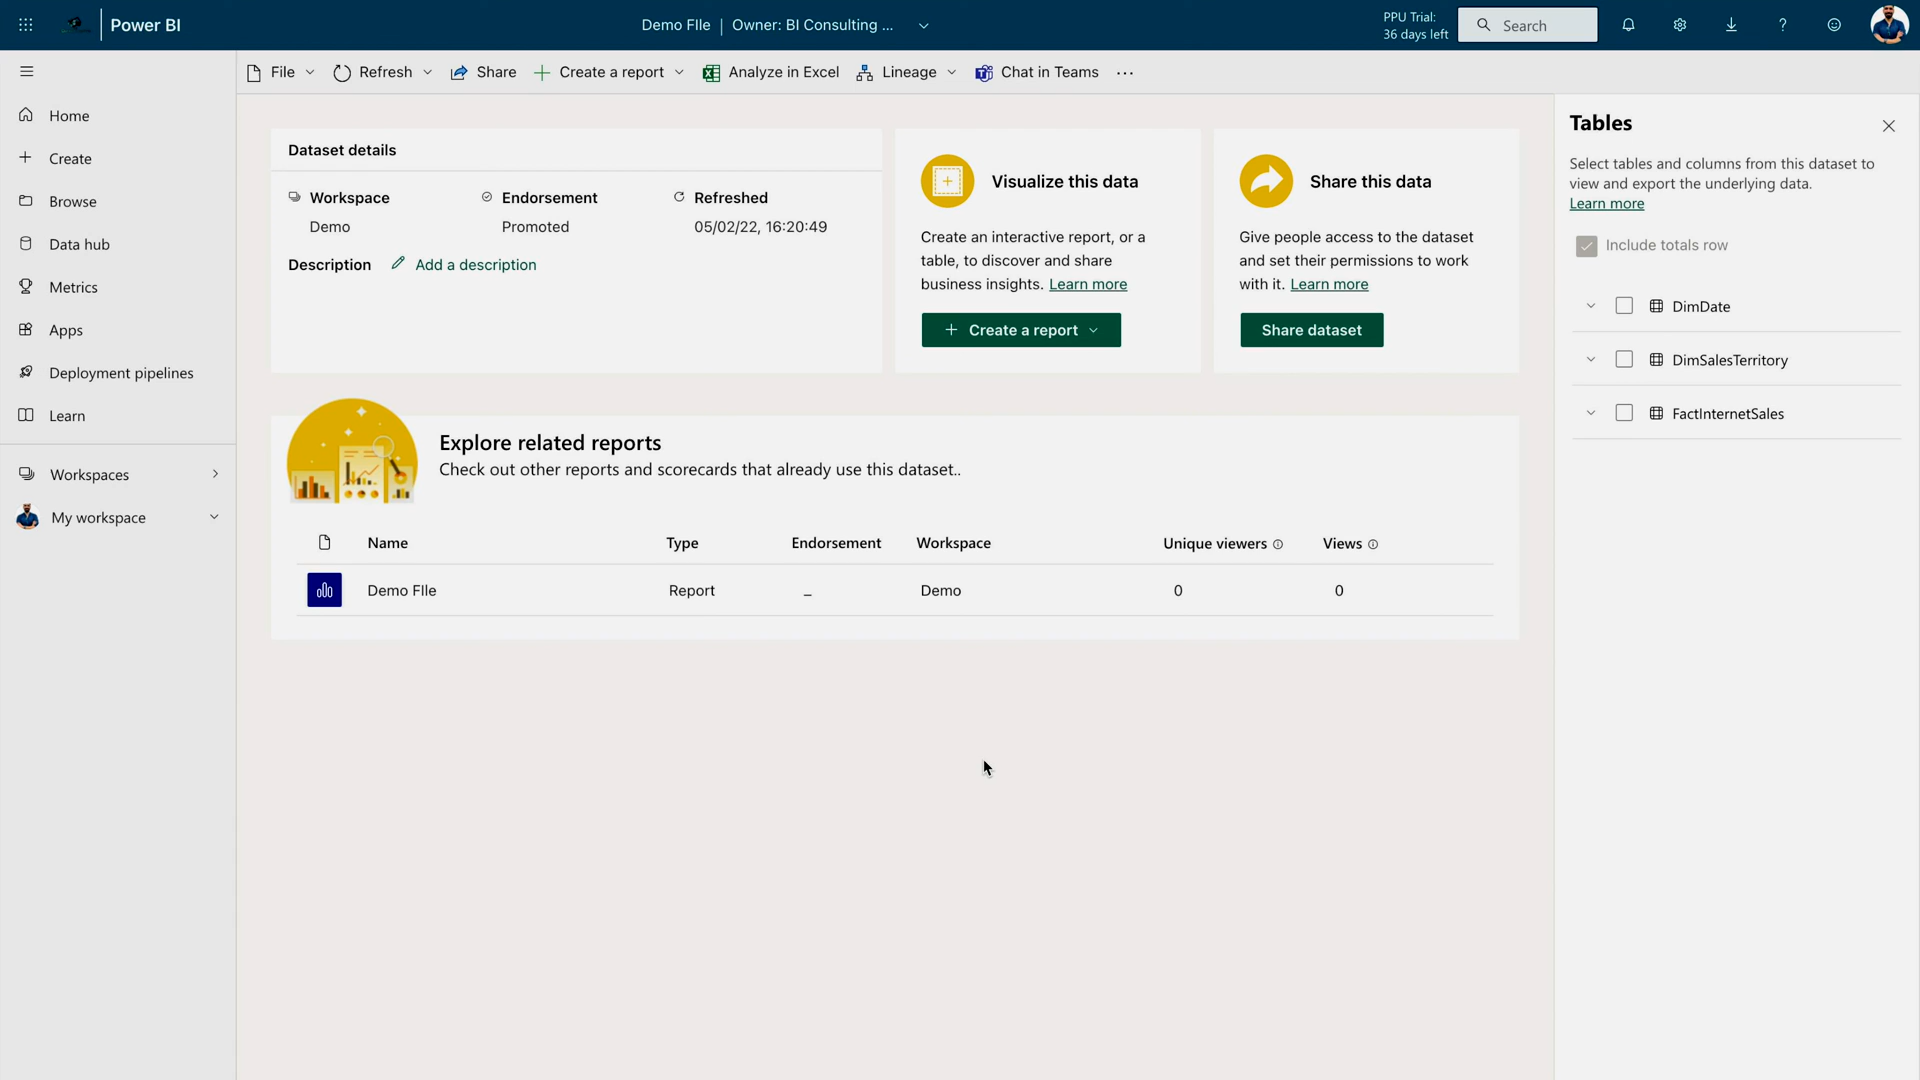 Power BI
Demo FIle | Owner: BI Consulting ...
PPU Trial:
36 days left
Search
File
Refresh
Share
Create a report
Analyze in Excel
Lineage
Chat in Teams
Home
Create
Browse
Data hub
Metrics
Apps
Deployment pipelines
Learn
Workspaces
My workspace
Dataset details
Workspace
Demo
Endorsement
Promoted
Refreshed
05/02/22, 16:20:49
Description
Add a description
Visualize this data
Create an interactive report, or a
table, to discover and share
business insights. Learn more
Create a report
Share this data
Give people access to the dataset
and set their permissions to work
with it. Learn more
Share dataset
Explore related reports
Check out other reports and scorecards that already use this dataset..
Name Type Endorsement Workspace Unique viewers Views
Demo FIle Report _ Demo 0 0
Tables
Select tables and columns from this dataset to
view and export the underlying data.
Learn more
Include totals row
DimDate
DimSalesTerritory
FactInternetSales